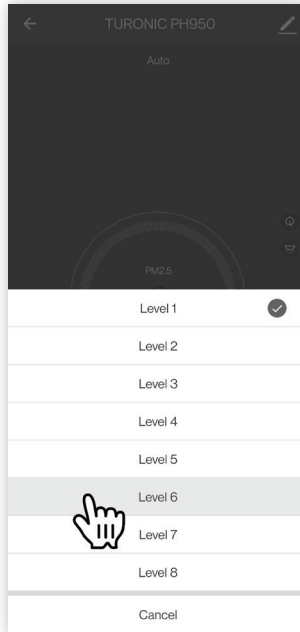 TURONIC PH950
Auto
PM2.5
Level 1
Level 2
Level 3
Level 4
Level 5
Level 6
Level 7
Level 8
Cancel